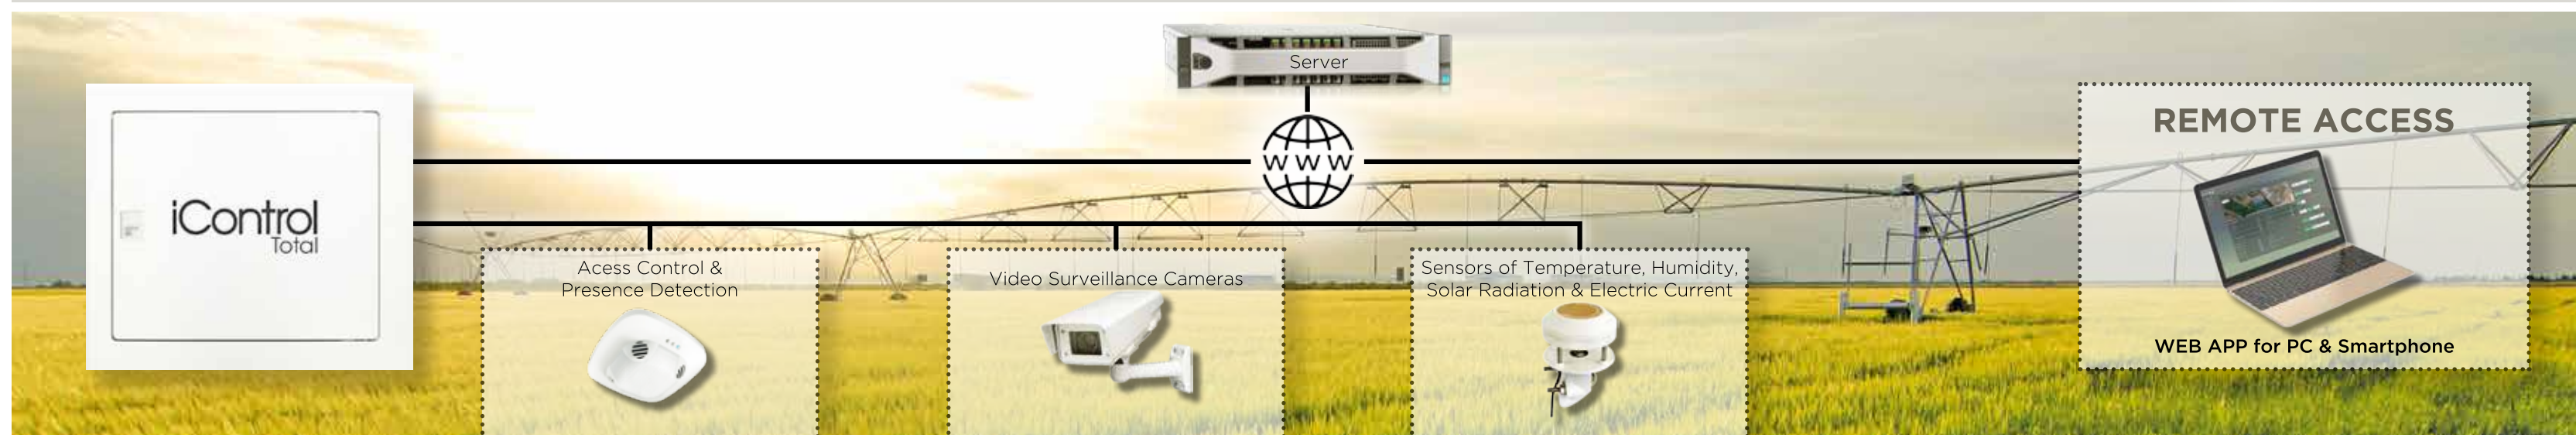 Server
WWW
REMOTE ACCESS
iControl
Total
Acess Control &
Presence Detection
Video Surveillance Cameras
Sensors of Temperature, Humidity,
Solar Radiation & Electric Current
WEB APP for PC & Smartphone